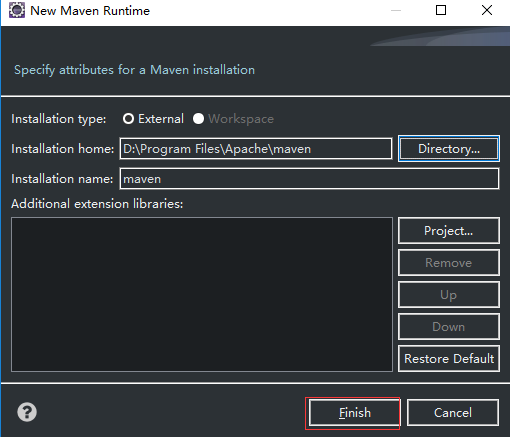 New Maven Runtime
Specify attributes for a Maven installation
Installation type: External Workspace
Installation home: D:\Program Files\Apache\maven Directory...
Installation name: maven
Additional extension libraries:
Project...
Remove
Up
Down
Restore Default
? Finish Cancel